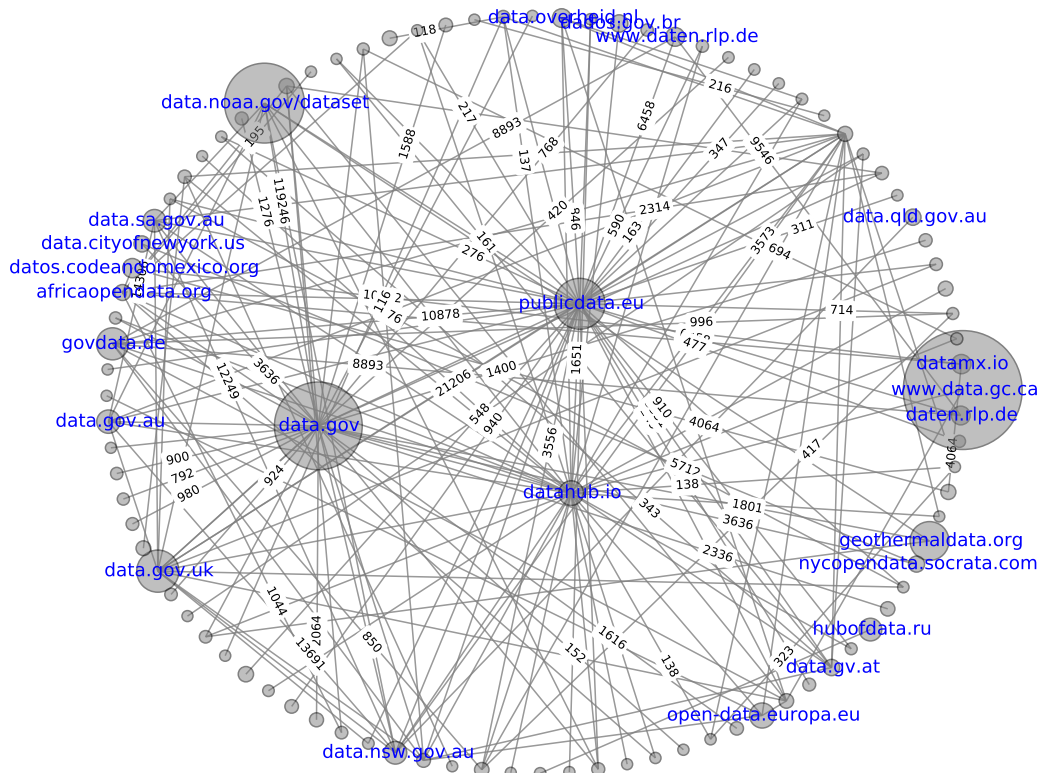 data.overheid.nl
dados.gov.br
118
www.daten.rlp.de
216
data.noaa.gov/dataset
217
6458
8893
195
1588
768
347
9546
137
119246
1276
420
846
2314
data.sa.gov.au
590
163
311
data.qld.gov.au
data.cityofnewyork.us
161
276
3573
694
datos.codeandomexico.org
africaopendata.org
116
publicdata.eu
76
10878
996
714
govdata.de
477
1651
8893
3636
12249
1400
21206
datamx.io
www.data.gc.ca
910
548
940
daten.rlp.de
data.gov.au
data.gov
4064
3556
417
4064
900
792
980
924
5712
138
datahub.io
343
1801
3636
2336
geothermaldata.org
nycopendata.socrata.com
data.gov.uk
1044
2064
13691
850
1616
152
138
hubofdata.ru
323
data.gv.at
open-data.europa.eu
data.nsw.gov.au